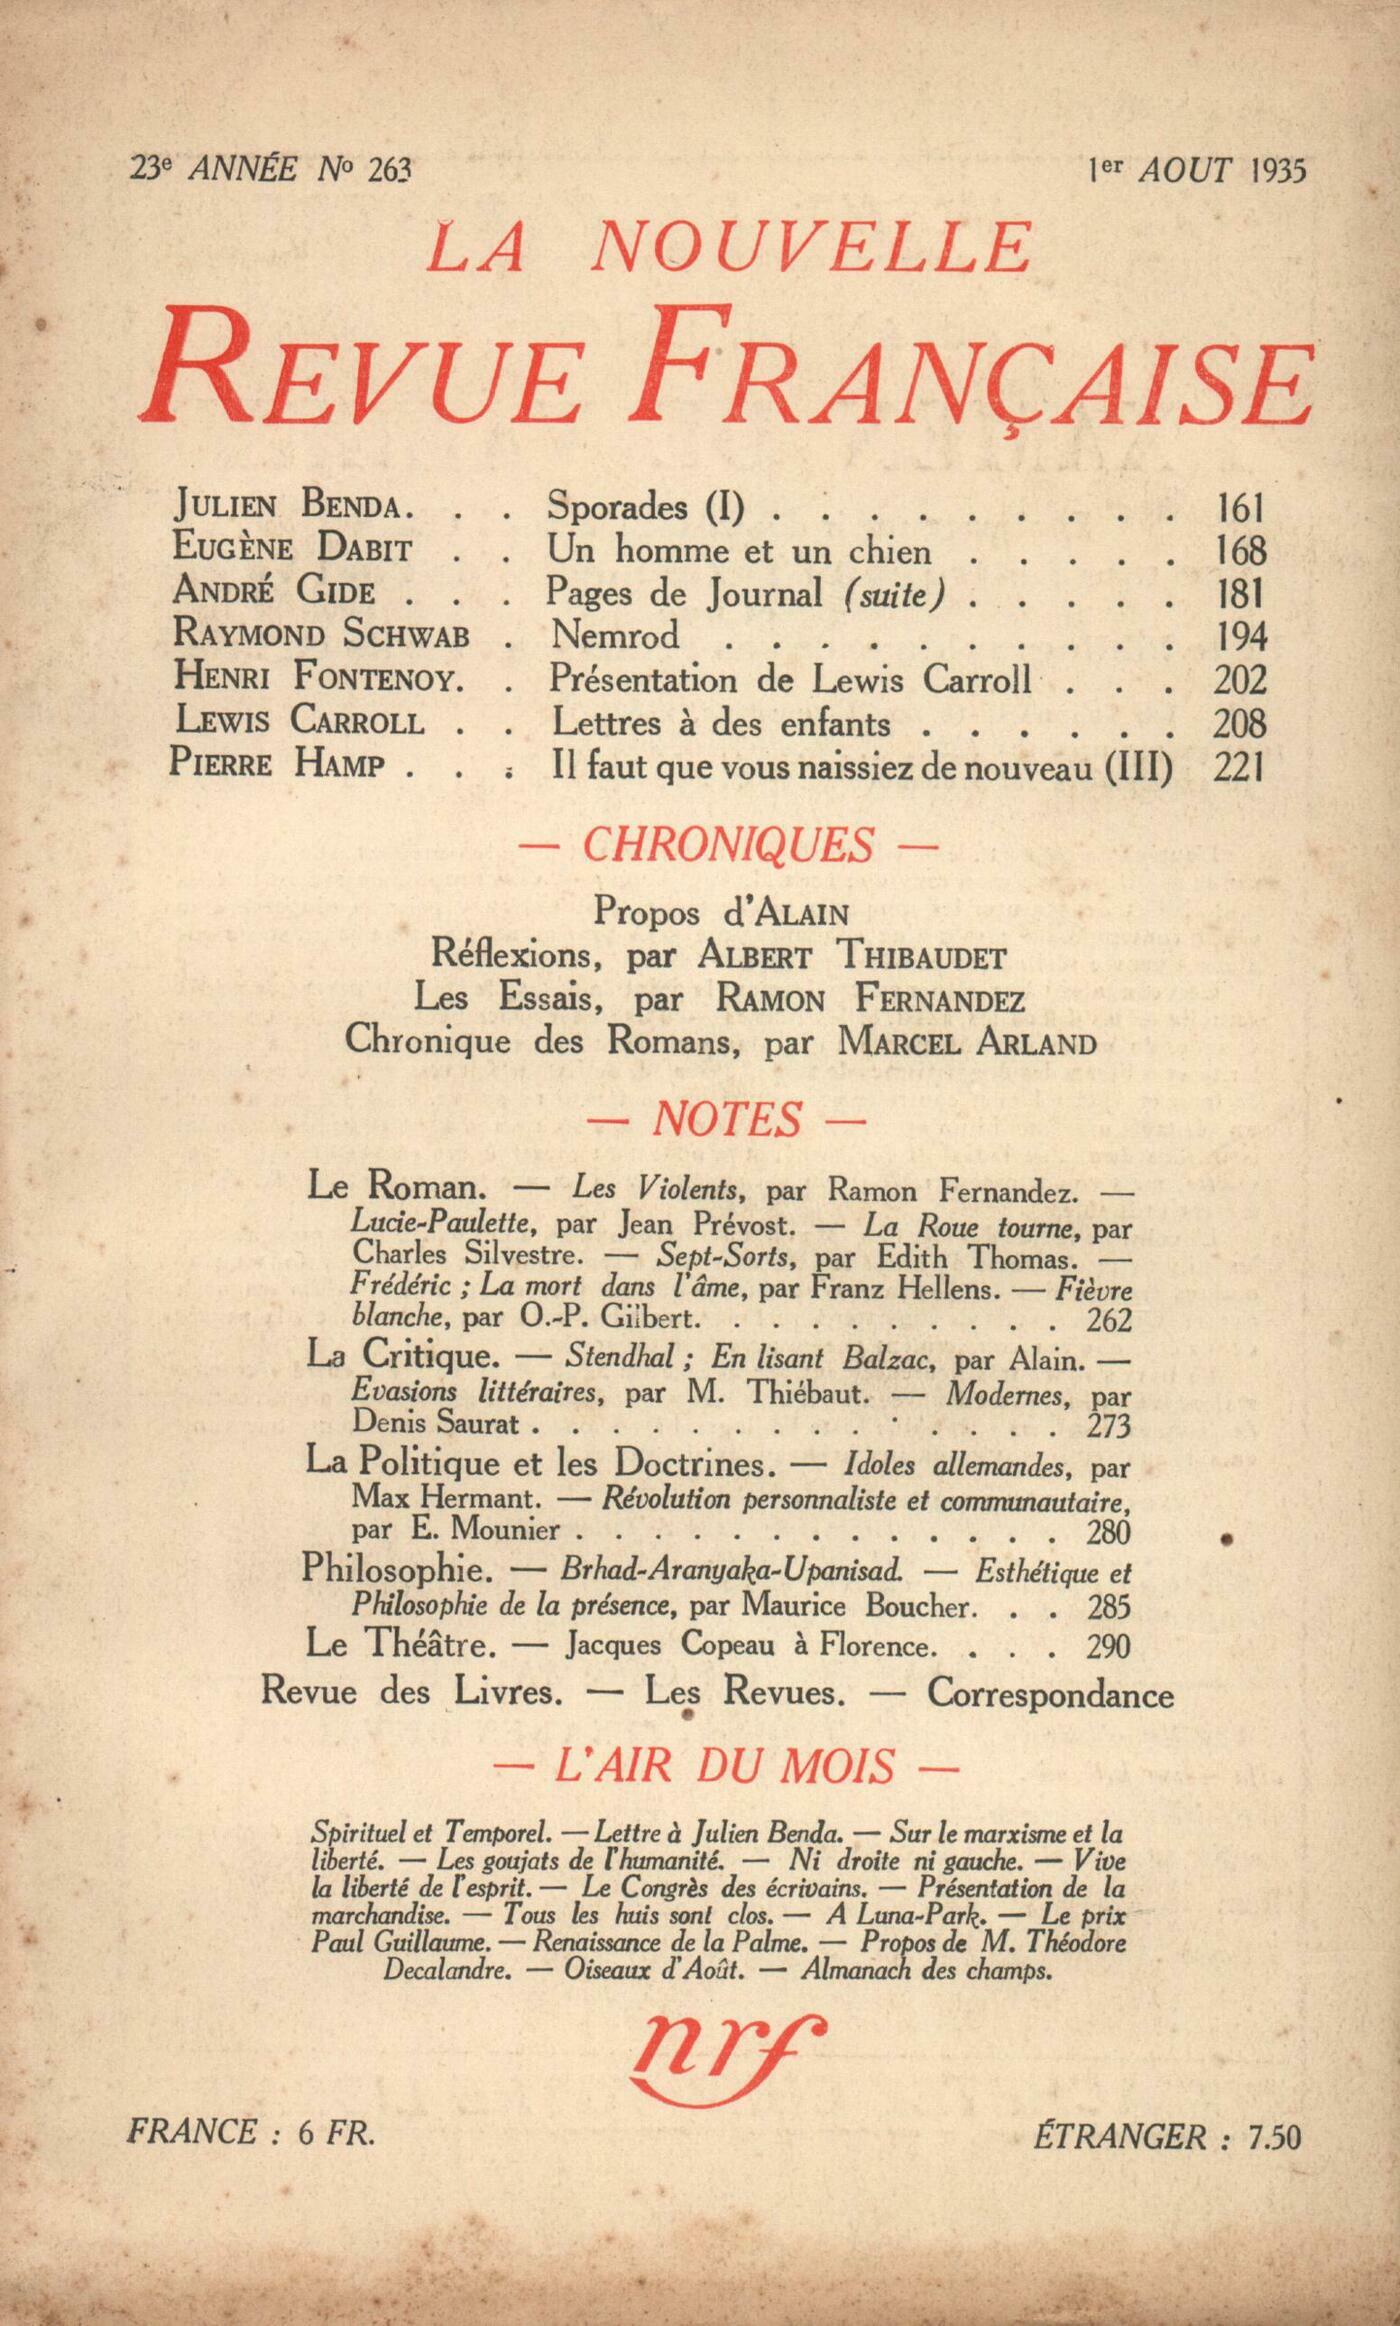 23e ANNÉE No 263
1er AOUT 1935
LA NOUVELLE
REVUE FRANÇAISE
JULIEN BENDA. . . Sporades (I) . . . . . . . . . 161
EUGÈNE DABIT . . Un homme et un chien . . . . . 168
ANDRÉ GIDE . . . Pages de Journal (suite) . . . . . 181
RAYMOND SCHWAB . Nemrod . . . . . . . . . . 194
HENRI FONTENOY. . Présentation de Lewis Carroll . . . 202
LEWIS CARROLL . . Lettres à des enfants . . . . . . 208
PIERRE HAMP . . . Il faut que vous naissiez de nouveau (III) 221
— CHRONIQUES —
Propos d'ALAIN
Réflexions, par ALBERT THIBAUDET
Les Essais, par RAMON FERNANDEZ
Chronique des Romans, par MARCEL ARLAND
— NOTES —
Le Roman. — Les Violents, par Ramon Fernandez. —
Lucie-Paulette, par Jean Prévost. — La Roue tourne, par
Charles Silvestre. — Sept-Sorts, par Edith Thomas. —
Frédéric ; La mort dans l'âme, par Franz Hellens. — Fièvre
blanche, par O.-P. Gilbert. . . . . . . . . . 262
La Critique. — Stendhal ; En lisant Balzac, par Alain. —
Evasions littéraires, par M. Thiébaut. — Modernes, par
Denis Saurat . . . . . . . . . . . . . . 273
La Politique et les Doctrines. — Idoles allemandes, par
Max Hermant. — Révolution personnaliste et communautaire,
par E. Mounier . . . . . . . . . . . . . 280
Philosophie. — Brhad-Aranyaka-Upanisad. — Esthétique et
Philosophie de la présence, par Maurice Boucher. . . 285
Le Théâtre. — Jacques Copeau à Florence. . . . 290
Revue des Livres. — Les Revues. — Correspondance
— L'AIR DU MOIS —
Spirituel et Temporel. — Lettre à Julien Benda. — Sur le marxisme et la
liberté. — Les goujats de l'humanité. — Ni droite ni gauche. — Vive
la liberté de l'esprit. — Le Congrès des écrivains. — Présentation de la
marchandise. — Tous les huis sont clos. — A Luna-Park. — Le prix
Paul Guillaume. — Renaissance de la Palme. — Propos de M. Théodore
Decalandre. — Oiseaux d'Août. — Almanach des champs.
nrf
FRANCE : 6 FR.
ÉTRANGER : 7.50